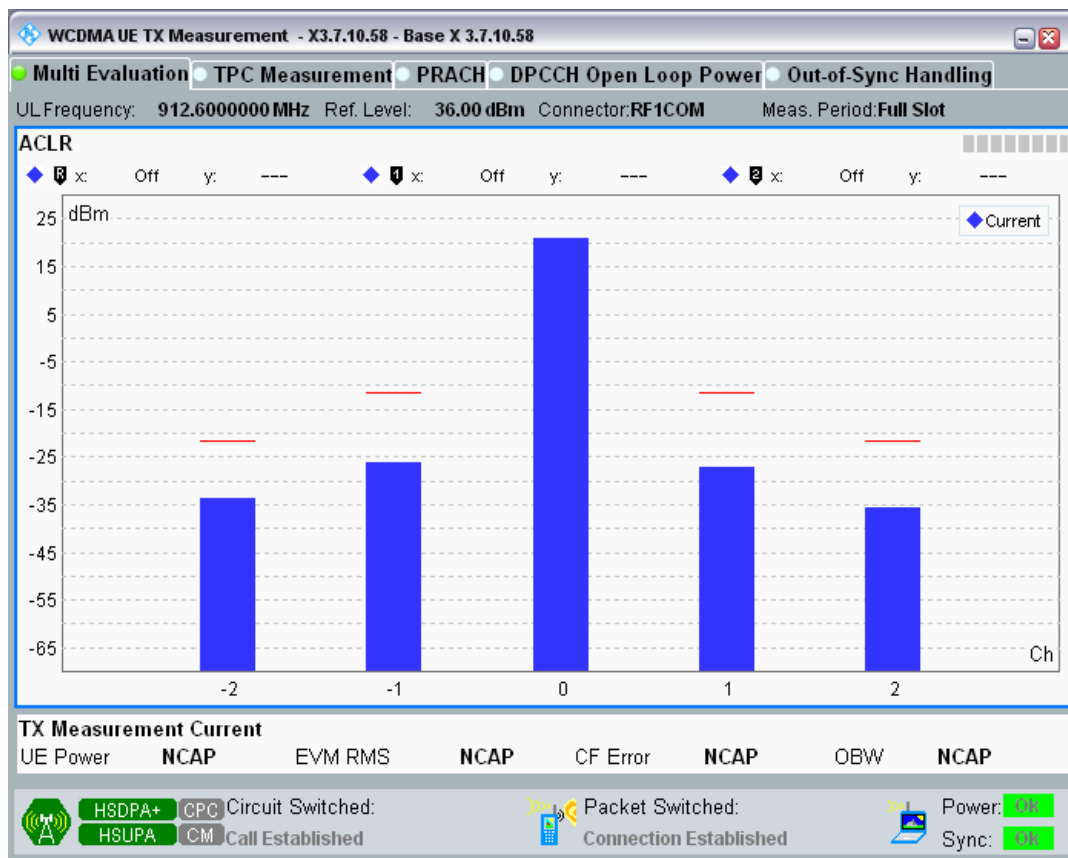 WCDMA UE TX Measurement - X3.7.10.58 - Base X 3.7.10.58
Multi Evaluation TPC Measurement PRACH DPCCH Open Loop Power Out-of-Sync Handling
UL Frequency: 912.6000000 MHz Ref. Level: 36.00 dBm Connector:RF1COM Meas. Period:Full Slot
ACLR
R x: Off y: --- 1 x: Off y: --- 2 x: Off y: ---
dBm
Current
25
15
5
-5
-15
-25
-35
-45
-55
-65
Ch
-2 -1 0 1 2
TX Measurement Current
UE Power NCAP EVM RMS NCAP CF Error NCAP OBW NCAP
HSDPA+ CPC Circuit Switched: Packet Switched: Power: OK
HSUPA CM Call Established Connection Established Sync: OK